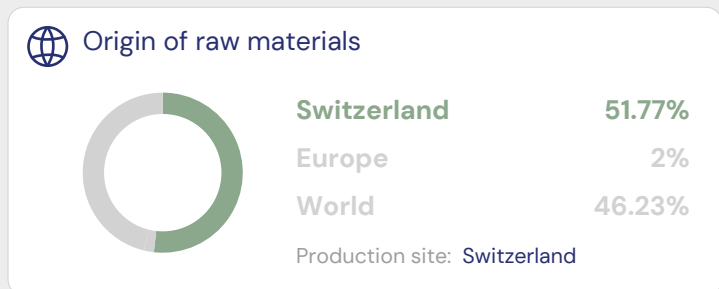 Origin of raw materials
Switzerland 51.77%
Europe 2%
World 46.23%
Production site: Switzerland